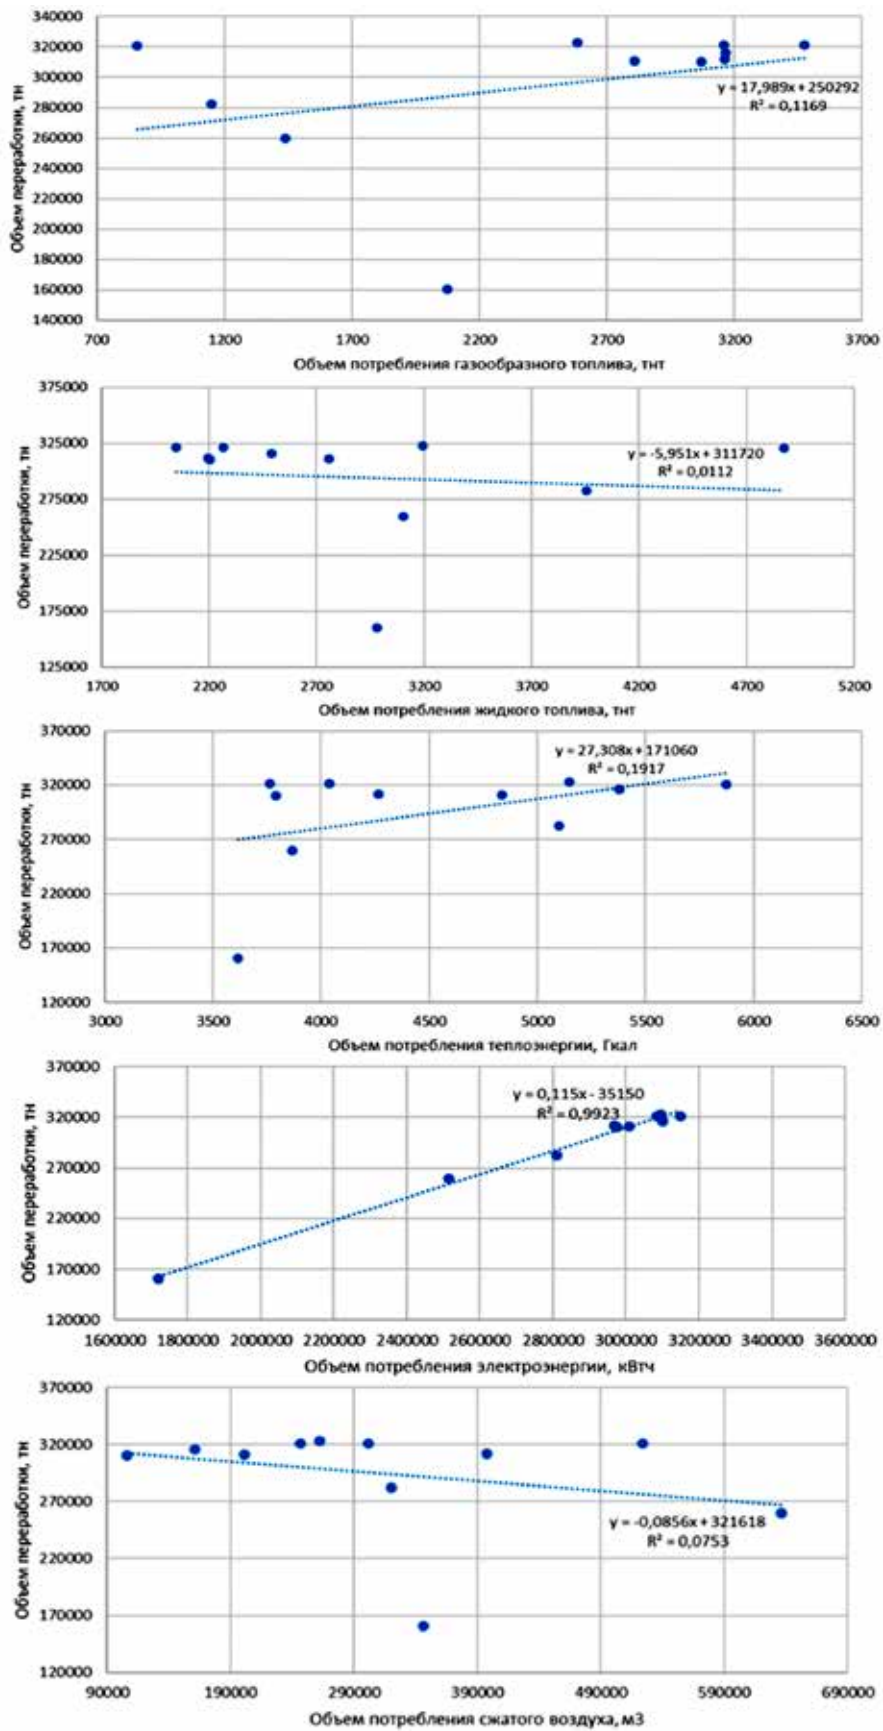 Объем переработки, тн
340000
320000
300000
280000
260000
240000
220000
200000
180000
160000
140000
y = 17,989x + 250292
R² = 0,1169
700 1200 1700 2200 2700 3200 3700
Объем потребления газообразного топлива, тнт
Объем переработки, тн
375000
325000
275000
225000
175000
125000
y = -5,951x + 311720
R² = 0,0112
1700 2200 2700 3200 3700 4200 4700 5200
Объем потребления жидкого топлива, тнт
Объем переработки, тн
370000
320000
270000
220000
170000
120000
y = 27,308x + 171060
R² = 0,1917
3000 3500 4000 4500 5000 5500 6000 6500
Объем потребления теплоэнергии, Гкал
Объем переработки, тн
370000
320000
270000
220000
170000
120000
y = 0,115x - 35150
R² = 0,9923
1600000 1800000 2000000 2200000 2400000 2600000 2800000 3000000 3200000 3400000 3600000
Объем потребления электроэнергии, кВтч
Объем переработки, тн
370000
320000
270000
220000
170000
120000
y = -0,0856x + 321618
R² = 0,0753
90000 190000 290000 390000 490000 590000 690000
Объем потребления сжатого воздуха, м3